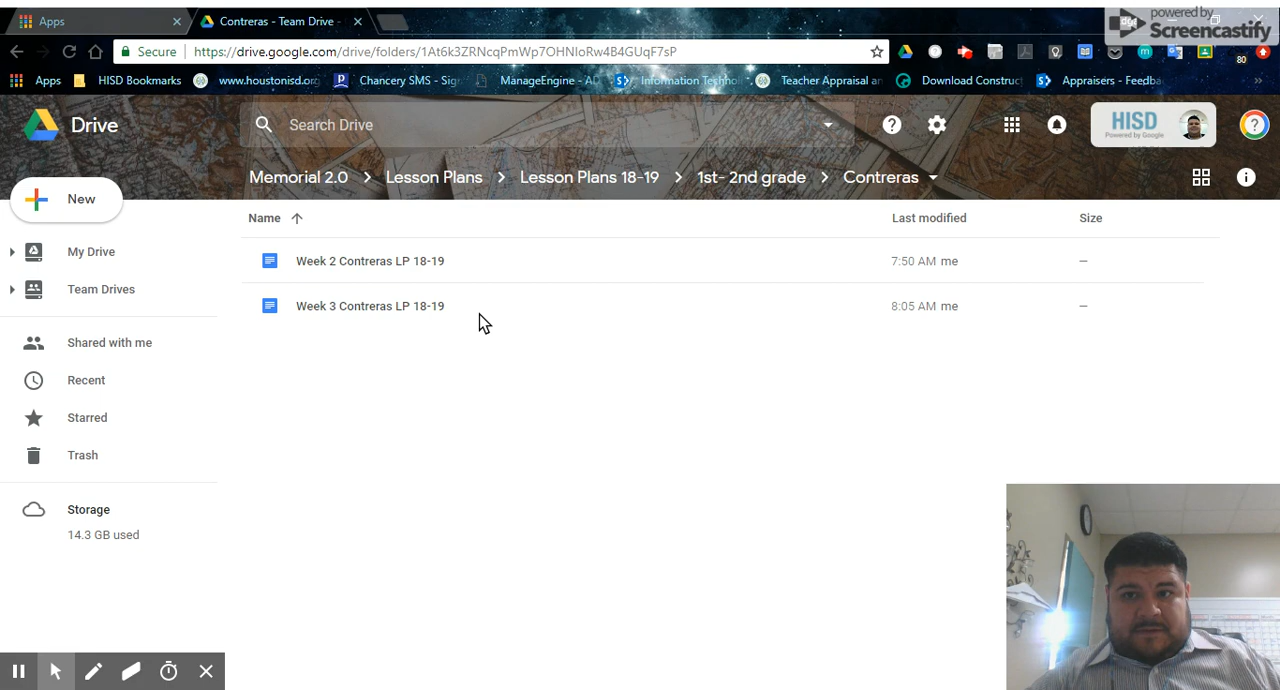 Apps
Contreras - Team Drive -
powered by
Screencastify
Secure
https://drive.google.com/drive/folders/1At6k3ZRNcqPmWp7OHNIoRw4B4GUqF7sP
80
Apps
HISD Bookmarks
www.houstonisd.org
Chancery SMS - Sig
ManageEngine - AD
Information Technol
Teacher Appraisal an
Download Construct
Appraisers - Feedba
Drive
Search Drive
HISD
Powered by Google
Memorial 2.0 > Lesson Plans > Lesson Plans 18-19 > 1st- 2nd grade > Contreras
New
Name
Last modified
Size
My Drive
Week 2 Contreras LP 18-19
7:50 AM me
–
Team Drives
Week 3 Contreras LP 18-19
8:05 AM me
–
Shared with me
Recent
Starred
Trash
Storage
14.3 GB used